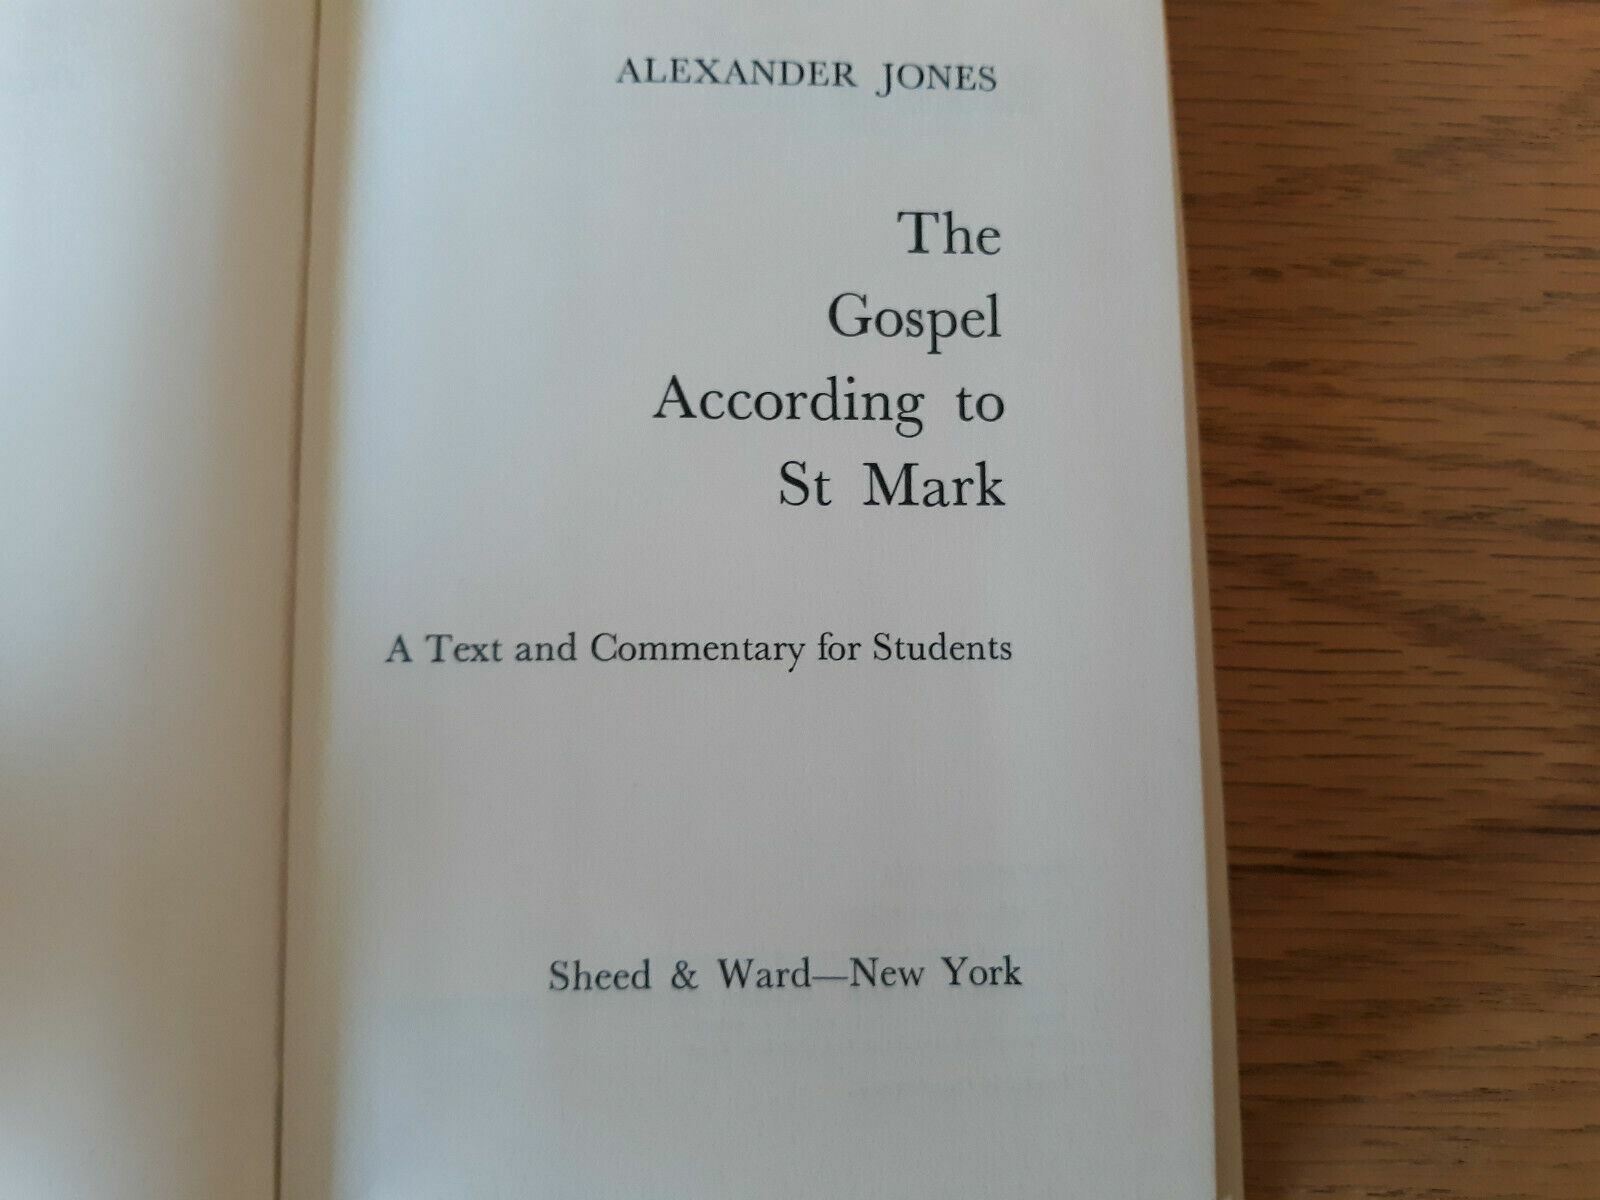 ALEXANDER JONES
The
Gospel
According to
St Mark
A Text and Commentary for Students
Sheed & Ward—New York